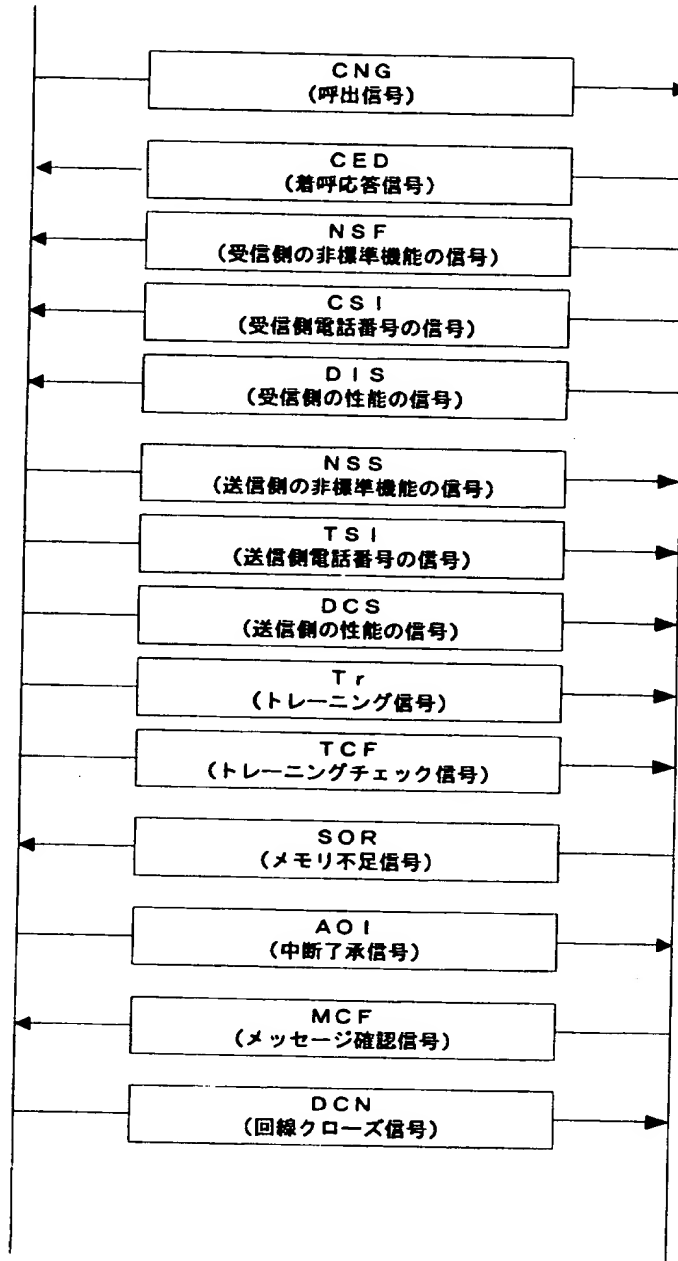 CNG
(呼出信号)
CED
(着呼応答信号)
NSF
(受信側の非標準機能の信号)
CSI
(受信側電話番号の信号)
DIS
(受信側の性能の信号)
NSS
(送信側の非標準機能の信号)
TSI
(送信側電話番号の信号)
DCS
(送信側の性能の信号)
Tr
(トレーニング信号)
TCF
(トレーニングチェック信号)
SOR
(メモリ不足信号)
AOI
(中断了承信号)
MCF
(メッセージ確認信号)
DCN
(回線クローズ信号)